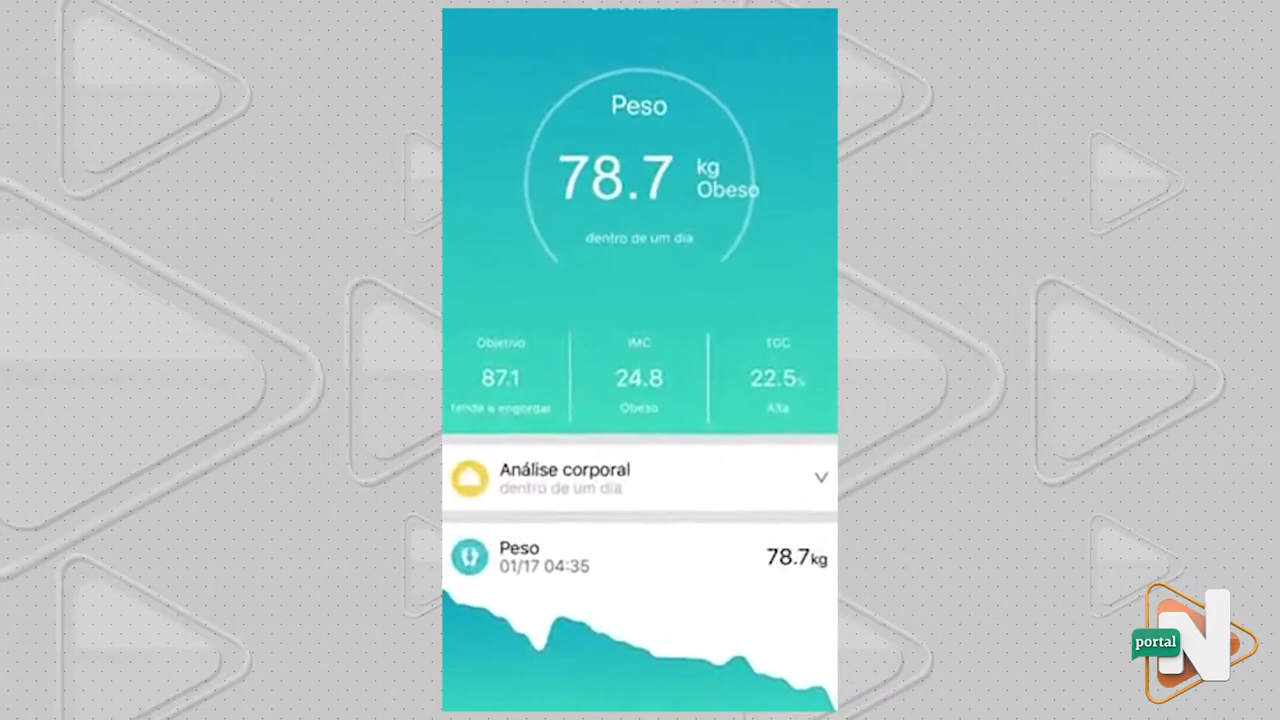 Peso
78.7 kg
Obeso
dentro de um dia
Objetivo IMC TGC
87.1 24.8 22.5%
tende a engordar Obeso Alta
Análise corporal
dentro de um dia
Peso
01/17 04:35
78.7kg
portal N